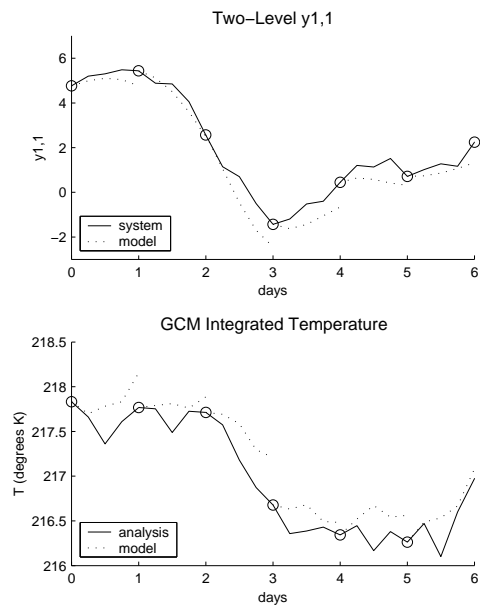 Two-Level y1,1
6
4
2
0
-2
y1,1
system
model
0 1 2 3 4 5 6
days
GCM Integrated Temperature
218.5
218
217.5
217
216.5
216
T (degrees K)
analysis
model
0 1 2 3 4 5 6
days